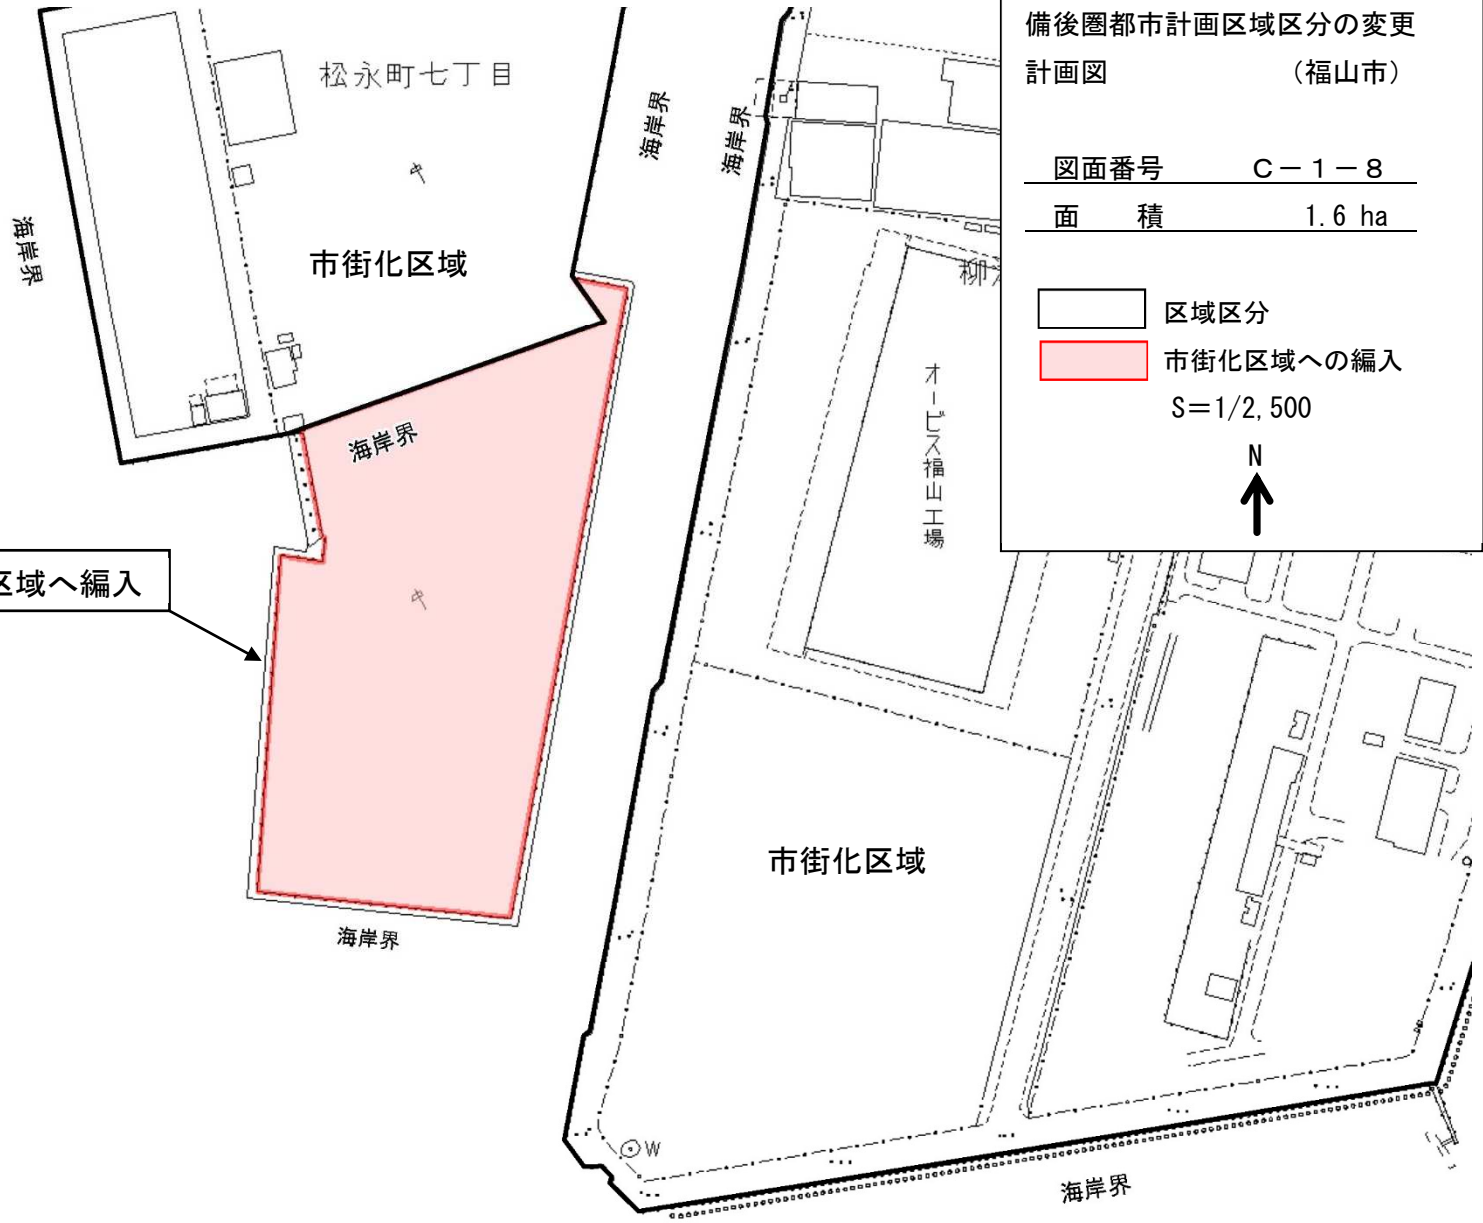 備後圏都市計画区域区分の変更
計画図 （福山市）
図面番号 C－1－8
面 積 1.6 ha
区域区分
市街化区域への編入
S=1/2,500
N
松永町七丁目
海岸界
海岸界
海岸界
市街化区域
柳
オービス福山工場
海岸界
区域へ編入
市街化区域
海岸界
W
海岸界